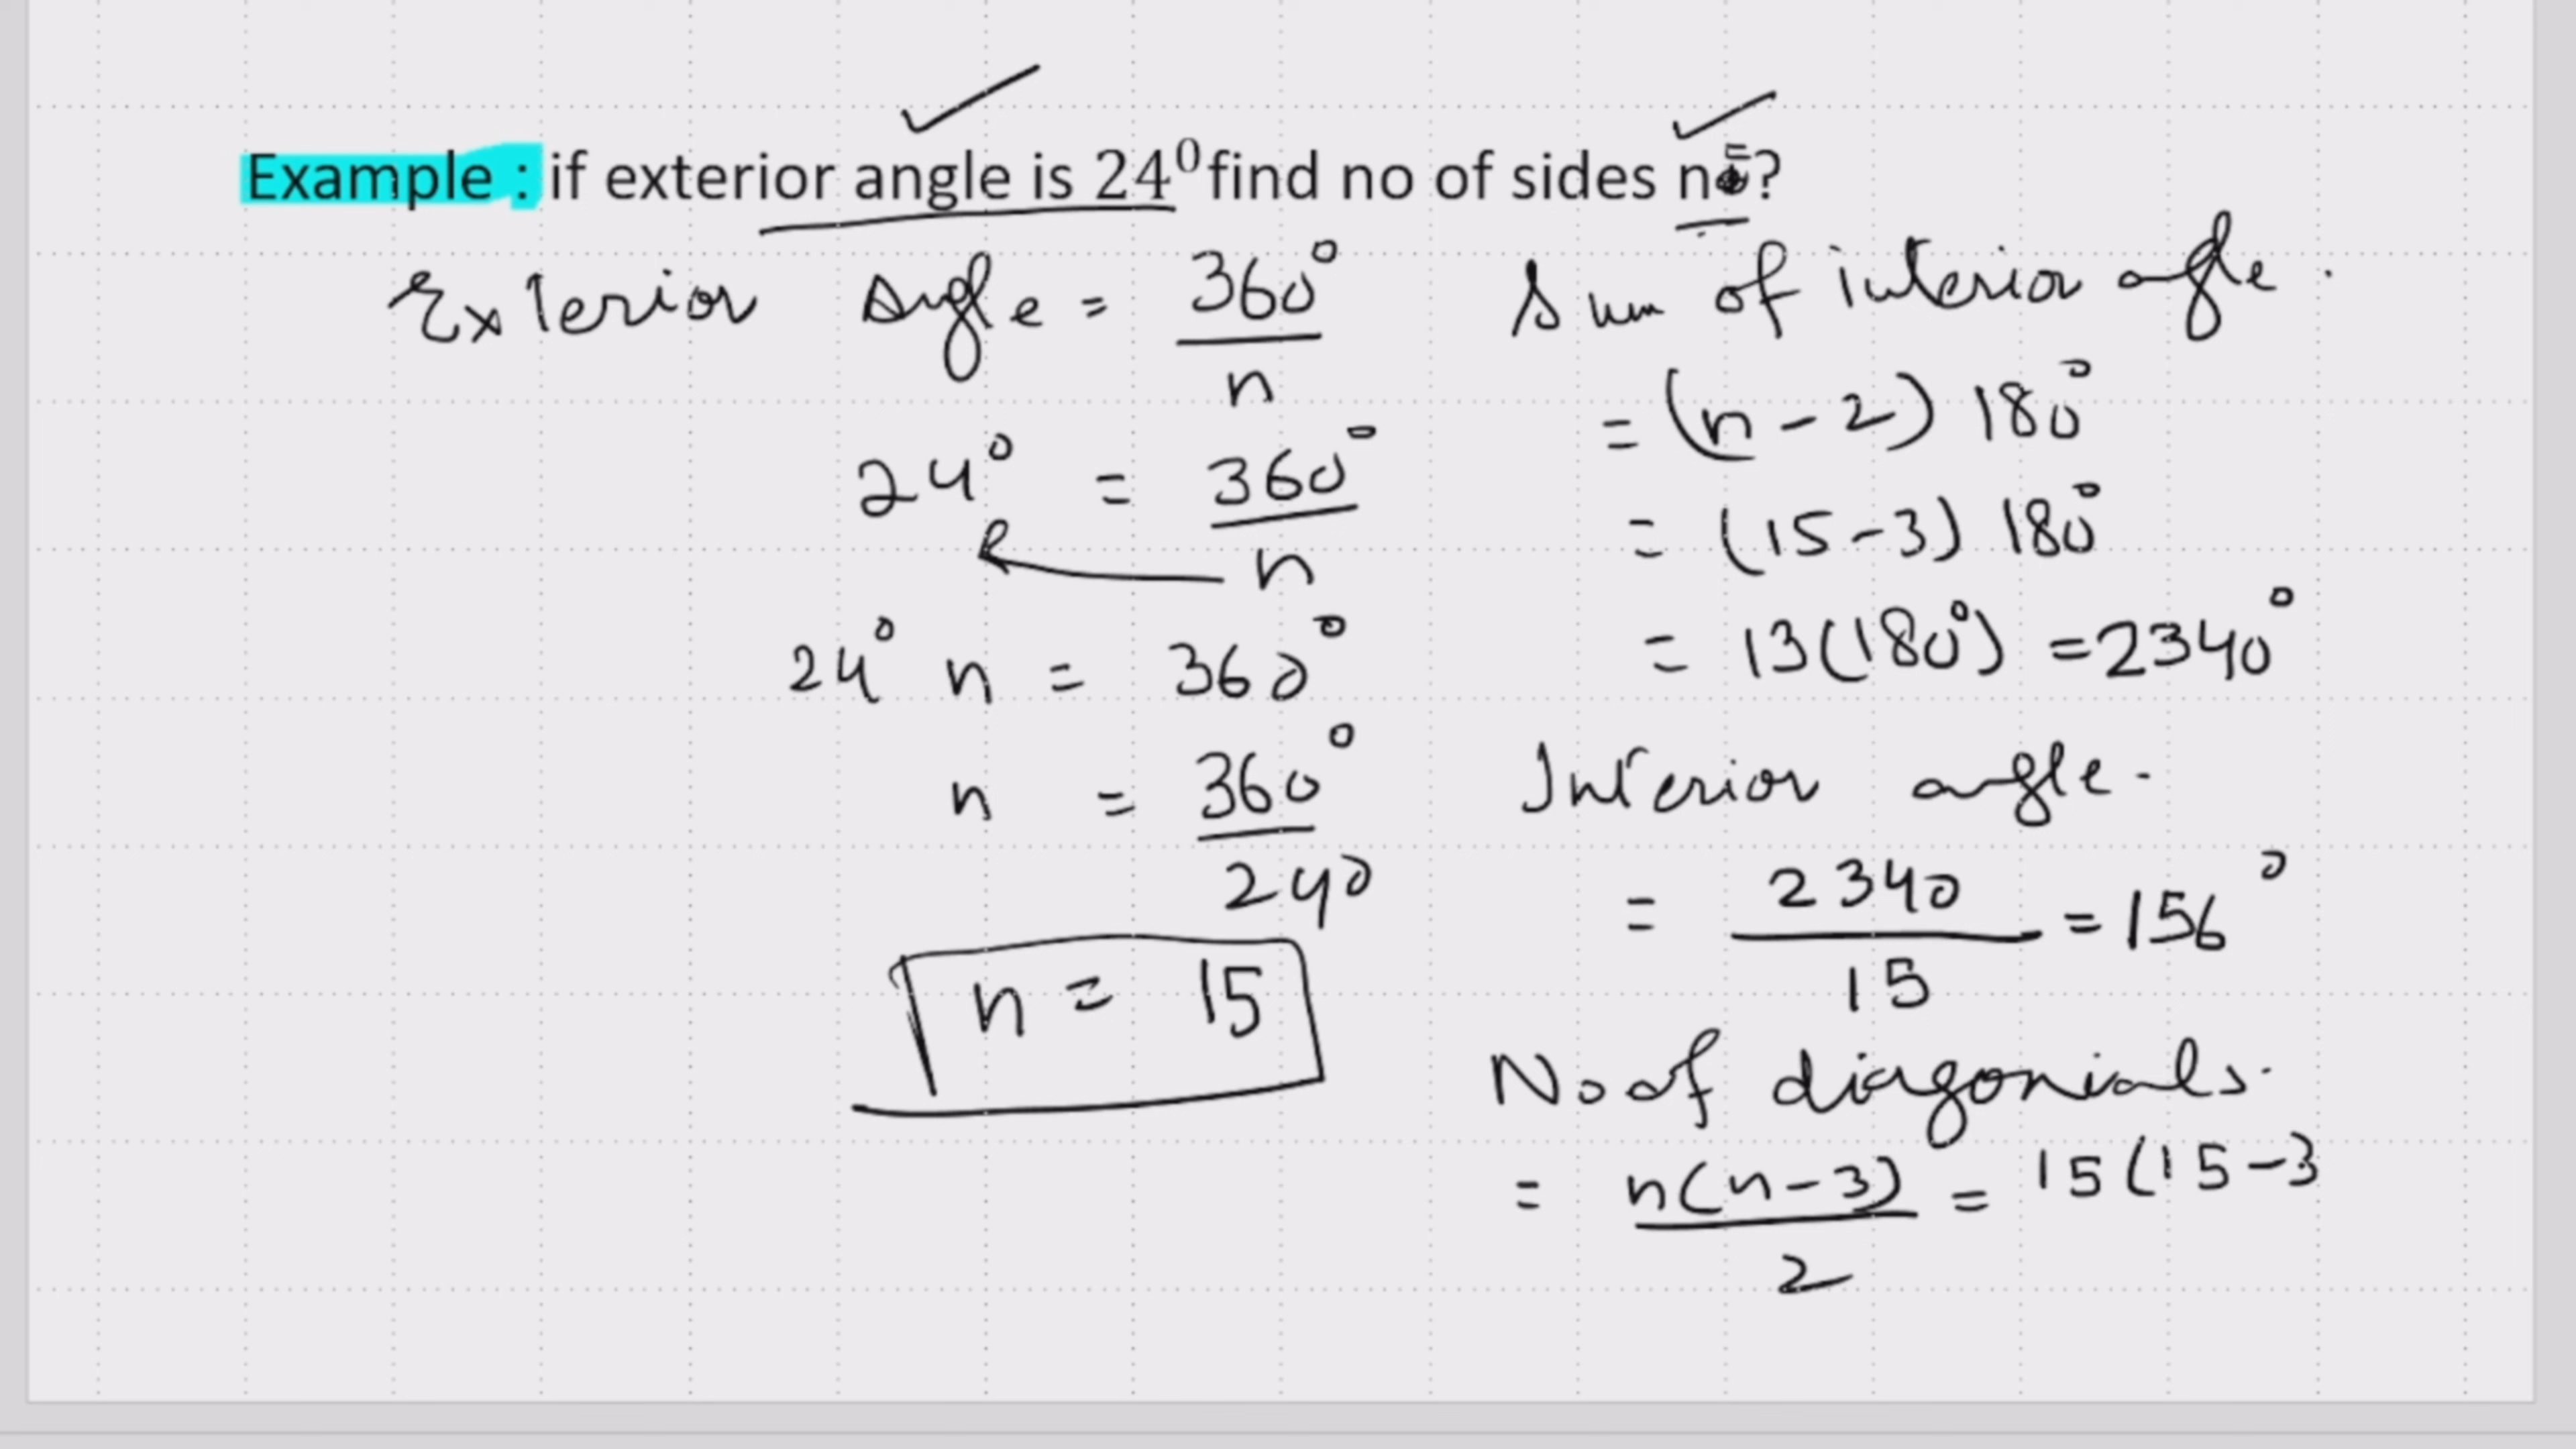 Example : if exterior angle is 24⁰ find no of sides n=?
Exterior Angle = 360°/n
24° = 360°/n
24° n = 360°
n = 360°/24°
n = 15
Sum of interior angle.
= (n-2) 180°
= (15-3) 180°
= 13(180°) = 2340°
Interior angle.
= 2340/15 = 156°
No of diagonials.
= n(n-3)/2 = 15(15-3